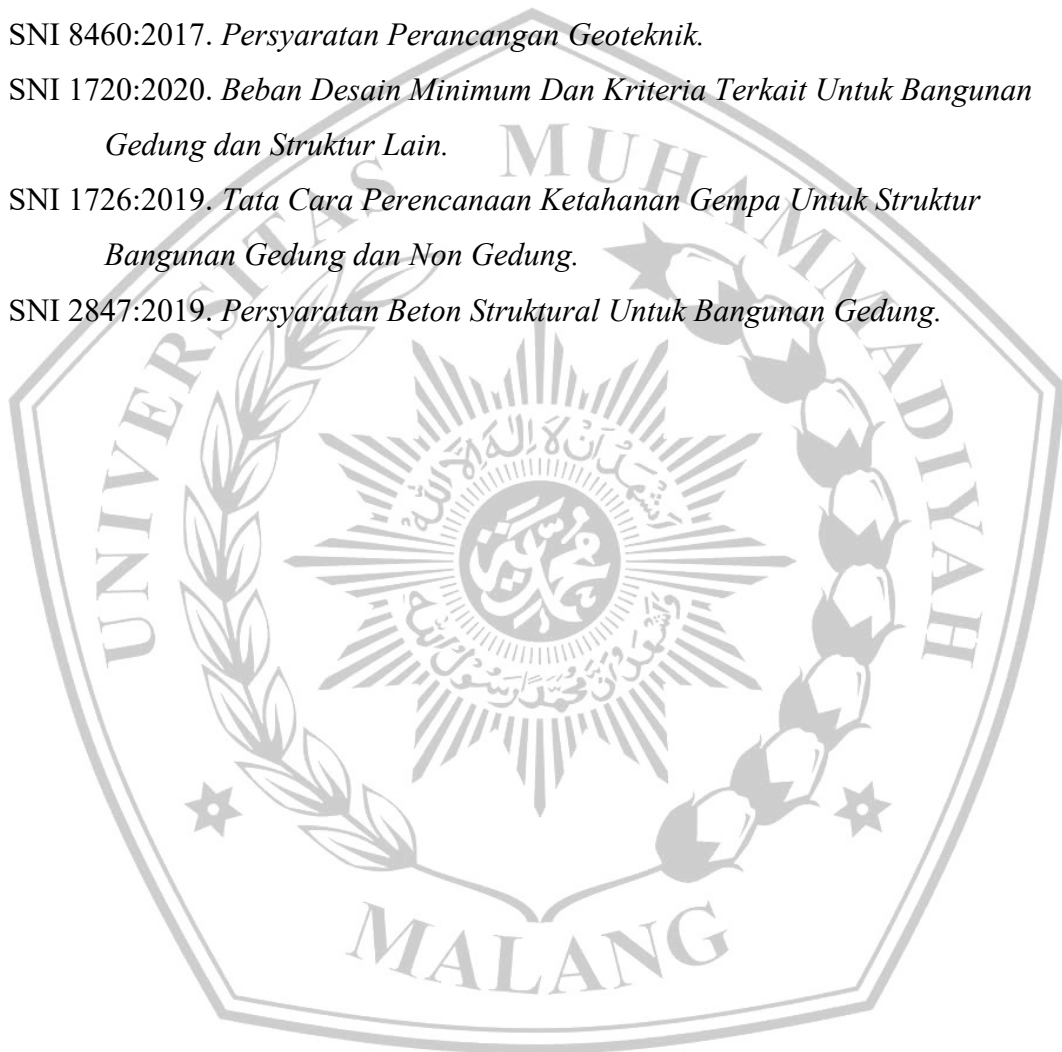 SNI 8460:2017. Persyaratan Perancangan Geoteknik.
SNI 1720:2020. Beban Desain Minimum Dan Kriteria Terkait Untuk Bangunan
Gedung dan Struktur Lain.
SNI 1726:2019. Tata Cara Perencanaan Ketahanan Gempa Untuk Struktur
Bangunan Gedung dan Non Gedung.
SNI 2847:2019. Persyaratan Beton Struktural Untuk Bangunan Gedung.
UNIVERSITAS MUHAMMADIYAH
MALANG